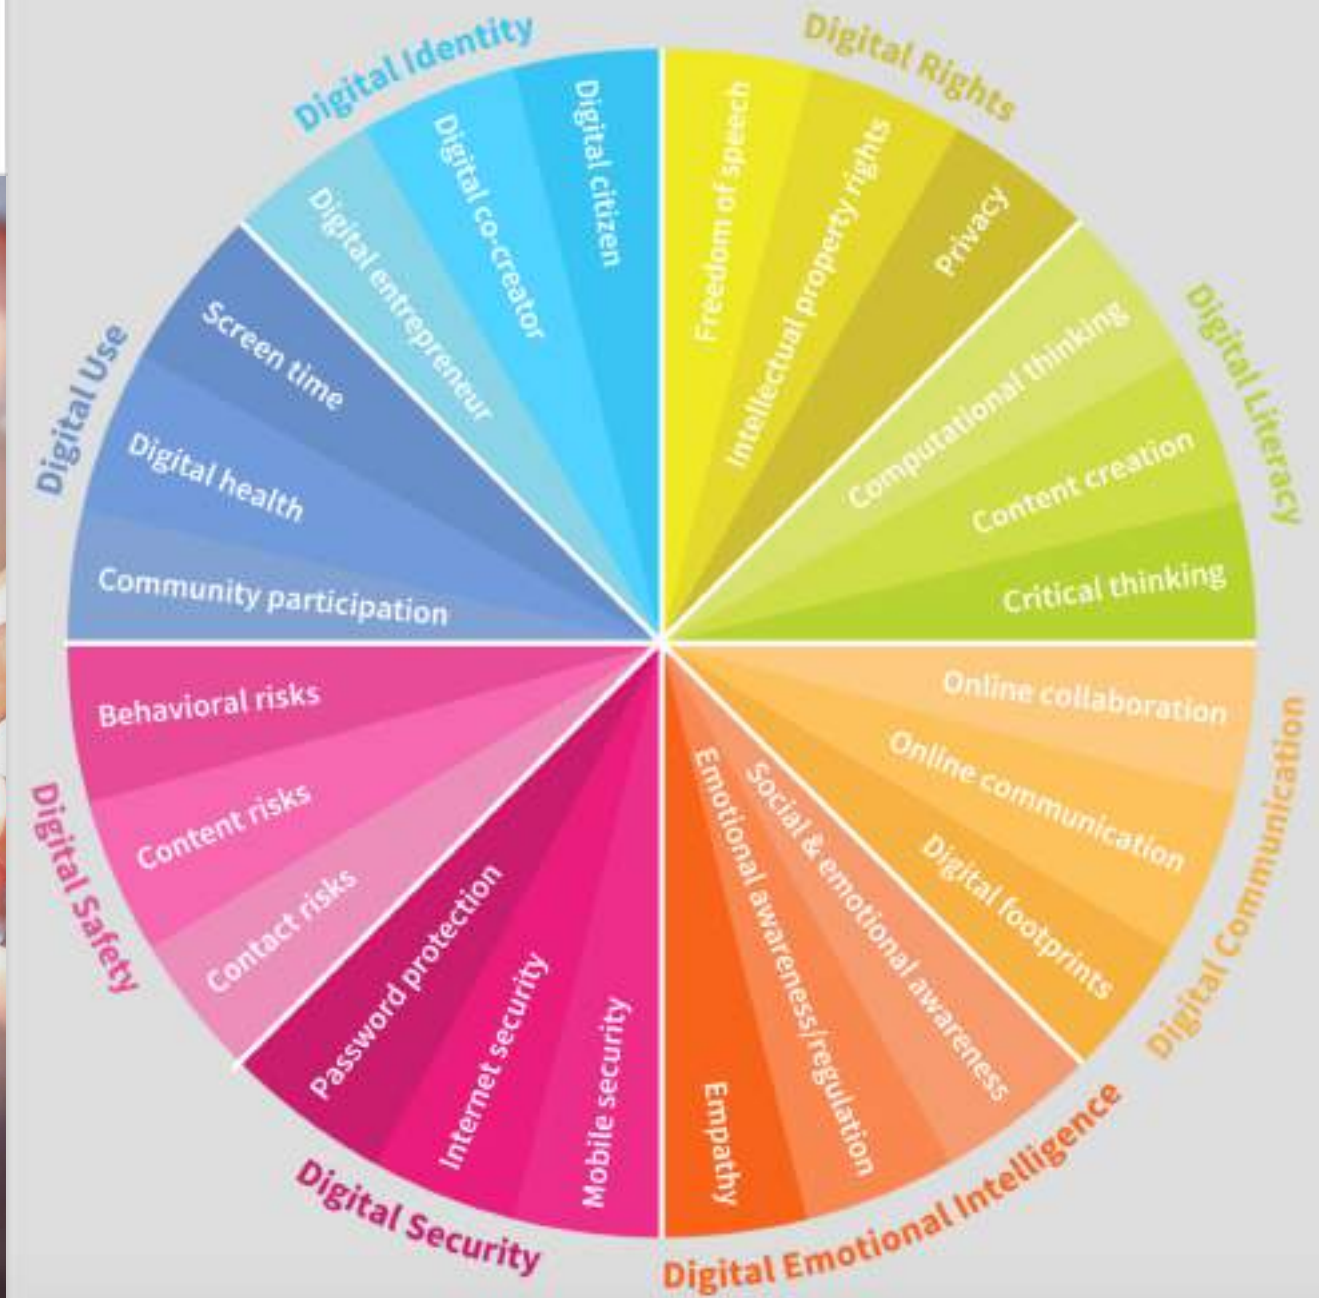 Digital Rights
Freedom of speech
Intellectual property rights
Privacy
Digital Literacy
Computational thinking
Content creation
Critical thinking
Digital Communication
Online collaboration
Online communication
Digital footprints
Digital Emotional Intelligence
Social & emotional awareness
Emotional awareness/regulation
Empathy
Digital Security
Mobile security
Internet security
Password protection
Digital Safety
Contact risks
Content risks
Behavioral risks
Digital Use
Community participation
Digital health
Screen time
Digital Identity
Digital entrepreneur
Digital co-creator
Digital citizen